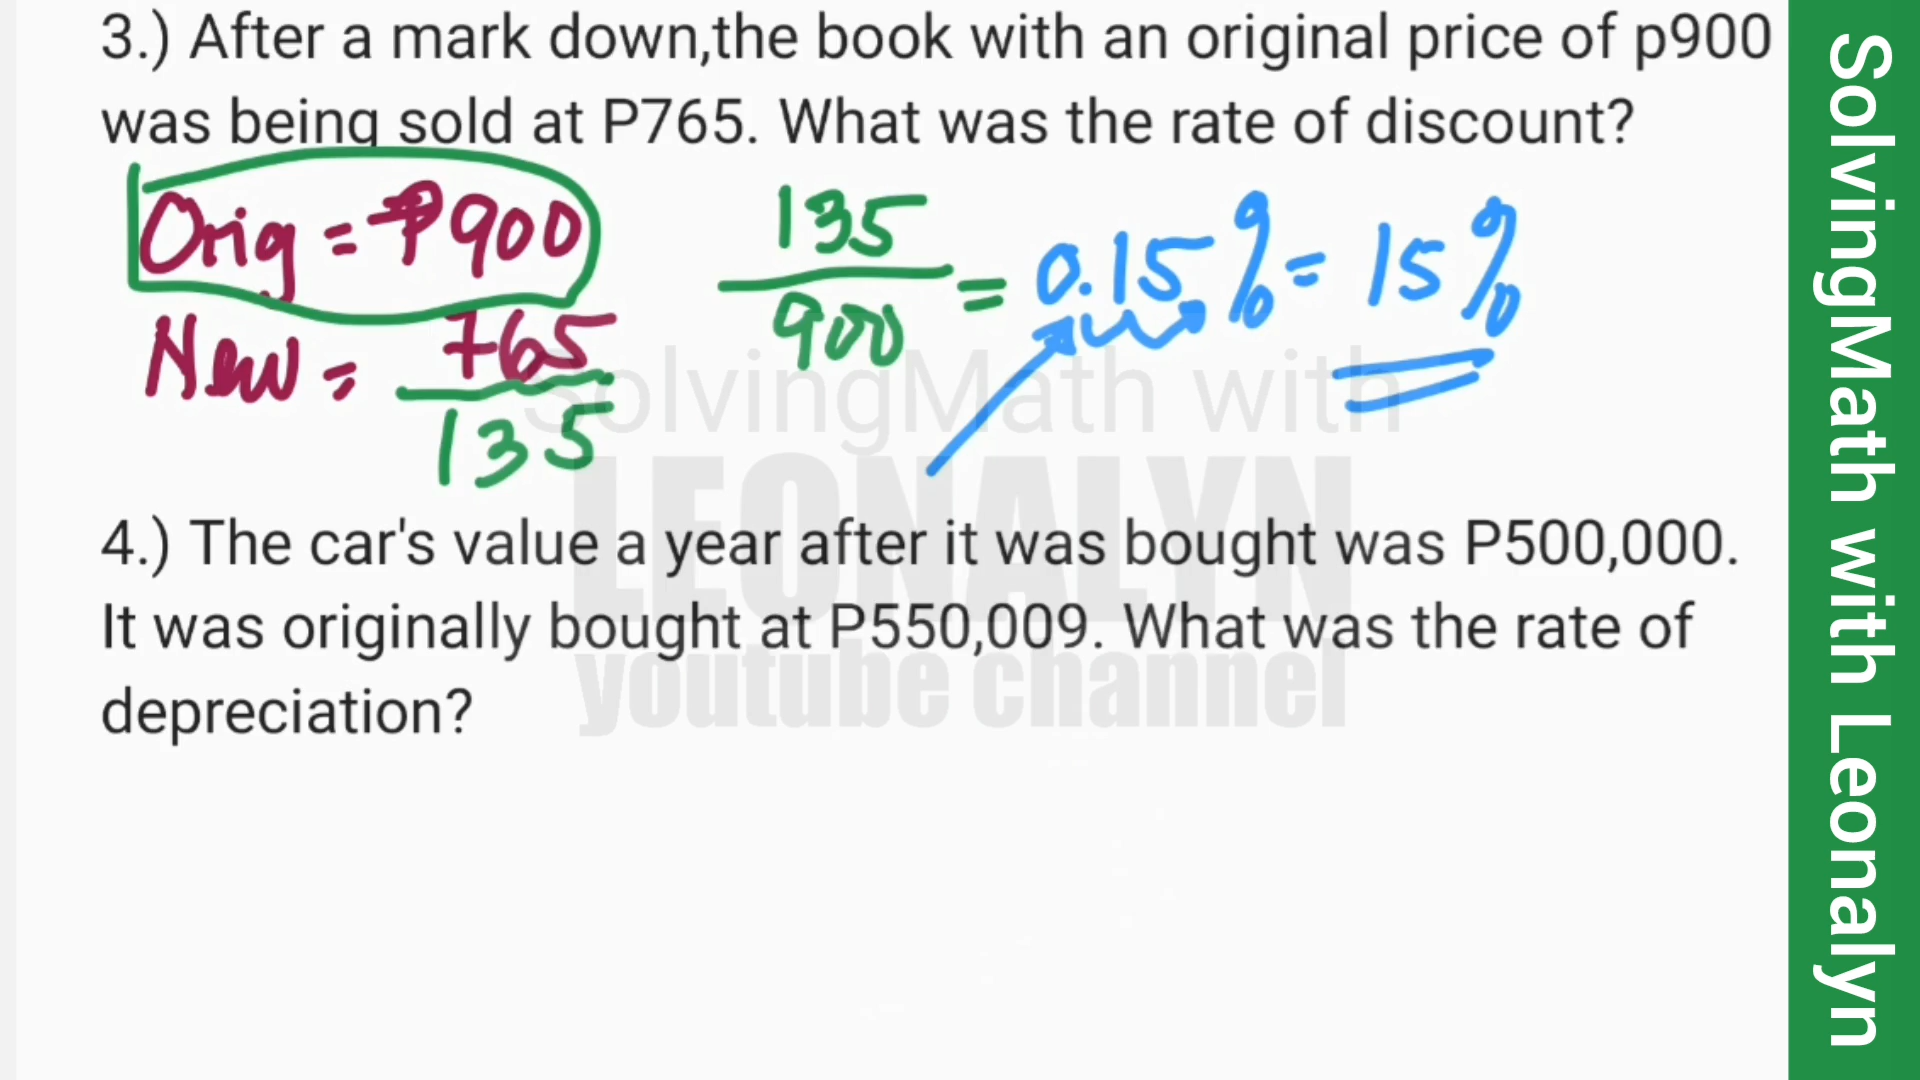 3.) After a mark down,the book with an original price of p900
was being sold at P765. What was the rate of discount?
Orig = ₱900
New = 765
135
135
900
= 0.15% = 15%
SolvingMath with
LEONALYN
youtube channel
4.) The car's value a year after it was bought was P500,000.
It was originally bought at P550,009. What was the rate of
depreciation?
SolvingMath with Leonalyn